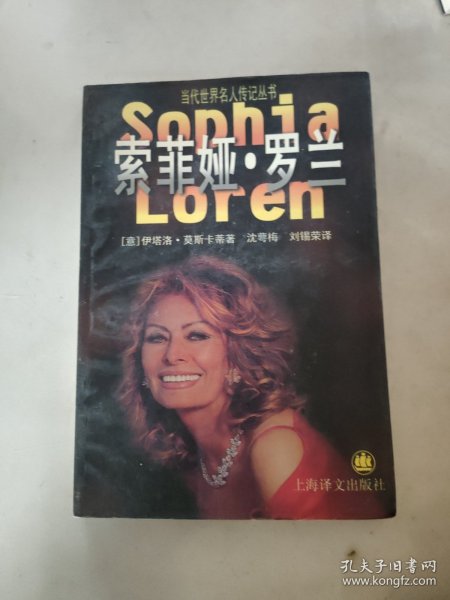 当代世界名人传记丛书
Sophia
索菲娅·罗兰
Loren
[意]伊塔洛·莫斯卡蒂著 沈萼梅 刘锡荣译
上海译文出版社
孔夫子旧书网
www.kongfz.com